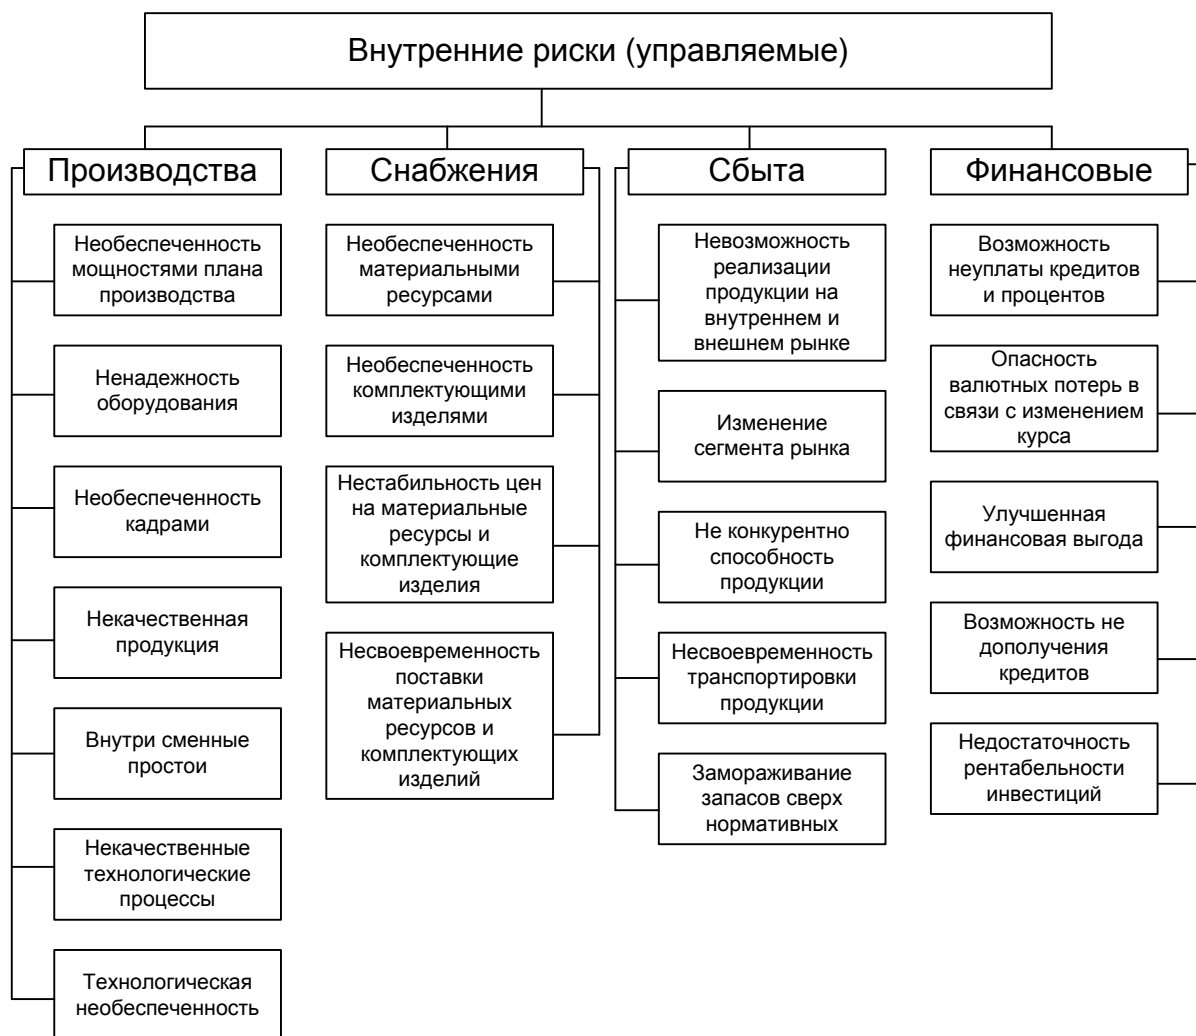 Внутренние риски (управляемые)
Производства
Необеспеченность
мощностями плана
производства
Ненадежность
оборудования
Необеспеченность
кадрами
Некачественная
продукция
Внутри сменные
простои
Некачественные
технологические
процессы
Технологическая
необеспеченность
Снабжения
Необеспеченность
материальными
ресурсами
Необеспеченность
комплектующими
изделями
Нестабильность цен
на материальные
ресурсы и
комплектующие
изделия
Несвоевременность
поставки
материальных
ресурсов и
комплектующих
изделий
Сбыта
Невозможность
реализации
продукции на
внутреннем и
внешнем рынке
Изменение
сегмента рынка
Не конкурентно
способность
продукции
Несвоевременность
транспортировки
продукции
Замораживание
запасов сверх
нормативных
Финансовые
Возможность
неуплаты кредитов
и процентов
Опасность
валютных потерь в
связи с изменением
курса
Улучшенная
финансовая выгода
Возможность не
дополучения
кредитов
Недостаточность
рентабельности
инвестиций